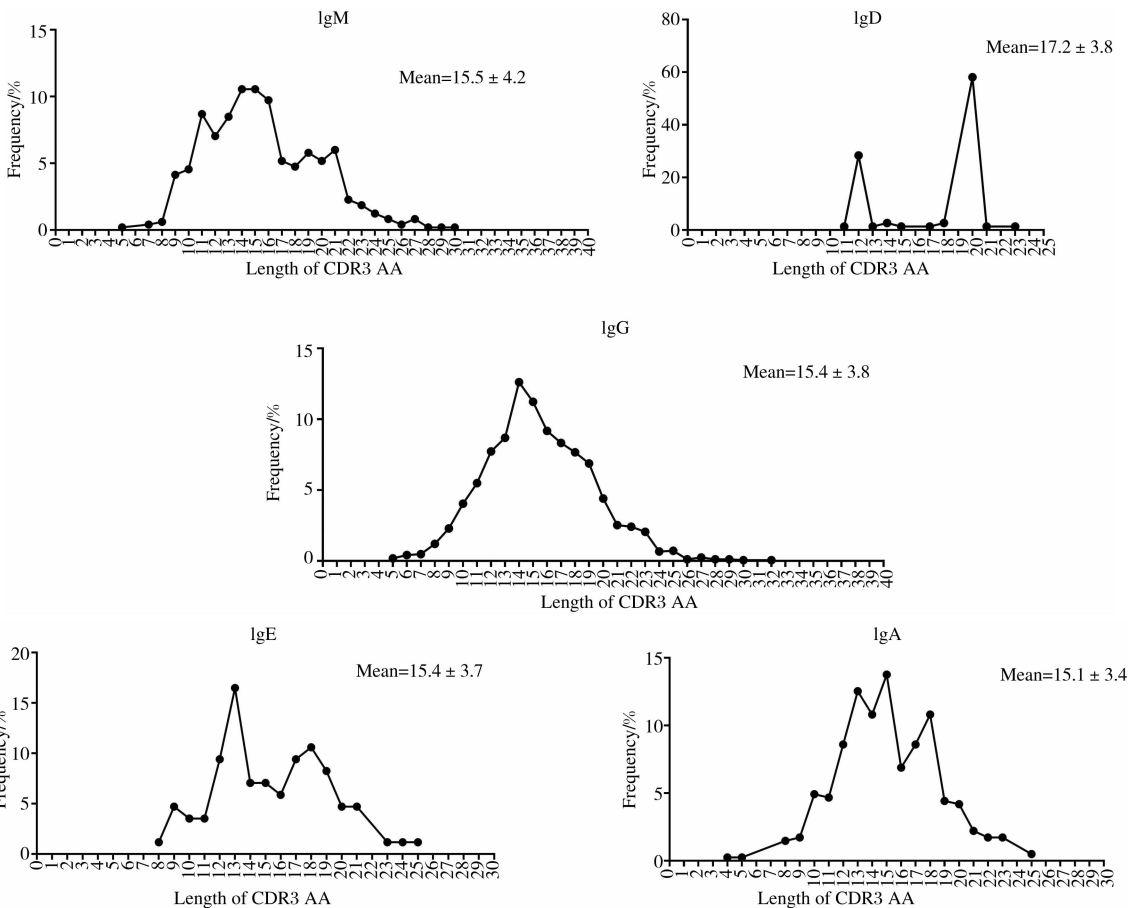 lgM
15
10
5
0
Frequency/%
Mean=15.5 ± 4.2
0 1 2 3 4 5 6 7 8 9 10 11 12 13 14 15 16 17 18 19 20 21 22 23 24 25 26 27 28 29 30 31 32 33 34 35 36 37 38 39 40
Length of CDR3 AA
lgD
80
60
40
20
0
Frequency/%
Mean=17.2 ± 3.8
0 1 2 3 4 5 6 7 8 9 10 11 12 13 14 15 16 17 18 19 20 21 22 23 24 25
Length of CDR3 AA
lgG
15
10
5
0
Frequency/%
Mean=15.4 ± 3.8
0 1 2 3 4 5 6 7 8 9 10 11 12 13 14 15 16 17 18 19 20 21 22 23 24 25 26 27 28 29 30 31 32 33 34 35 36 37 38 39 40
Length of CDR3 AA
lgE
20
15
10
5
0
Frequency/%
Mean=15.4 ± 3.7
0 1 2 3 4 5 6 7 8 9 10 11 12 13 14 15 16 17 18 19 20 21 22 23 24 25 26 27 28 29 30
Length of CDR3 AA
lgA
15
10
5
0
Frequency/%
Mean=15.1 ± 3.4
0 1 2 3 4 5 6 7 8 9 10 11 12 13 14 15 16 17 18 19 20 21 22 23 24 25 26 27 28 29 30
Length of CDR3 AA